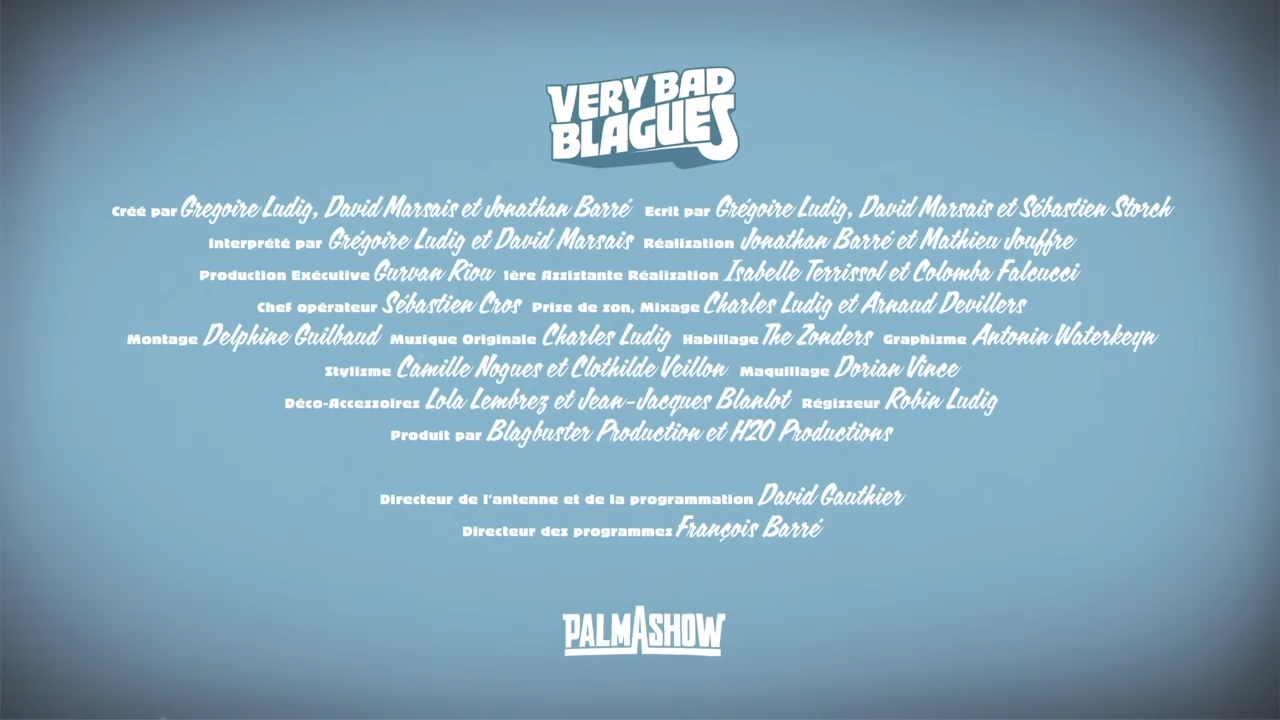 VERY BAD
BLAGUES
Créé par Gregoire Ludig, David Marsais et Jonathan Barré Ecrit par Grégoire Ludig, David Marsais et Sébastien Storch
Interprété par Grégoire Ludig et David Marsais Réalisation Jonathan Barré et Mathieu Jouffre
Production Exécutive Gurvan Riou 1ère Assistante Réalisation Isabelle Terrissol et Colomba Falcucci
Chef opérateur Sébastien Cros Prize de son, Mixage Charles Ludig et Arnaud Devillers
Montage Delphine Guilbaud Muzique Originale Charles Ludig Habillage The Zonders Graphisme Antonin Waterkeyn
Stylisme Camille Nogues et Clothilde Veillon Maquillage Dorian Vince
Déco-Accessoires Lola Lembrez et Jean-Jacques Blanlot Régisseur Robin Ludig
Produit par Blagbuster Production et H2O Productions
Directeur de l'antenne et de la programmation David Gauthier
Directeur des programmes François Barré
PALMASHOW